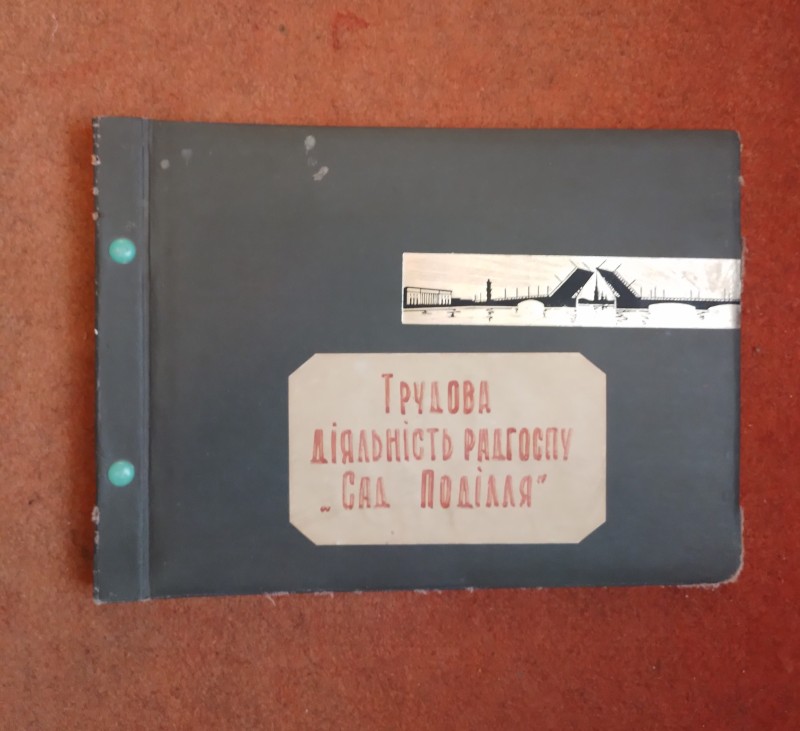 Трудова
діяльність радгоспу
„Сад Поділля“